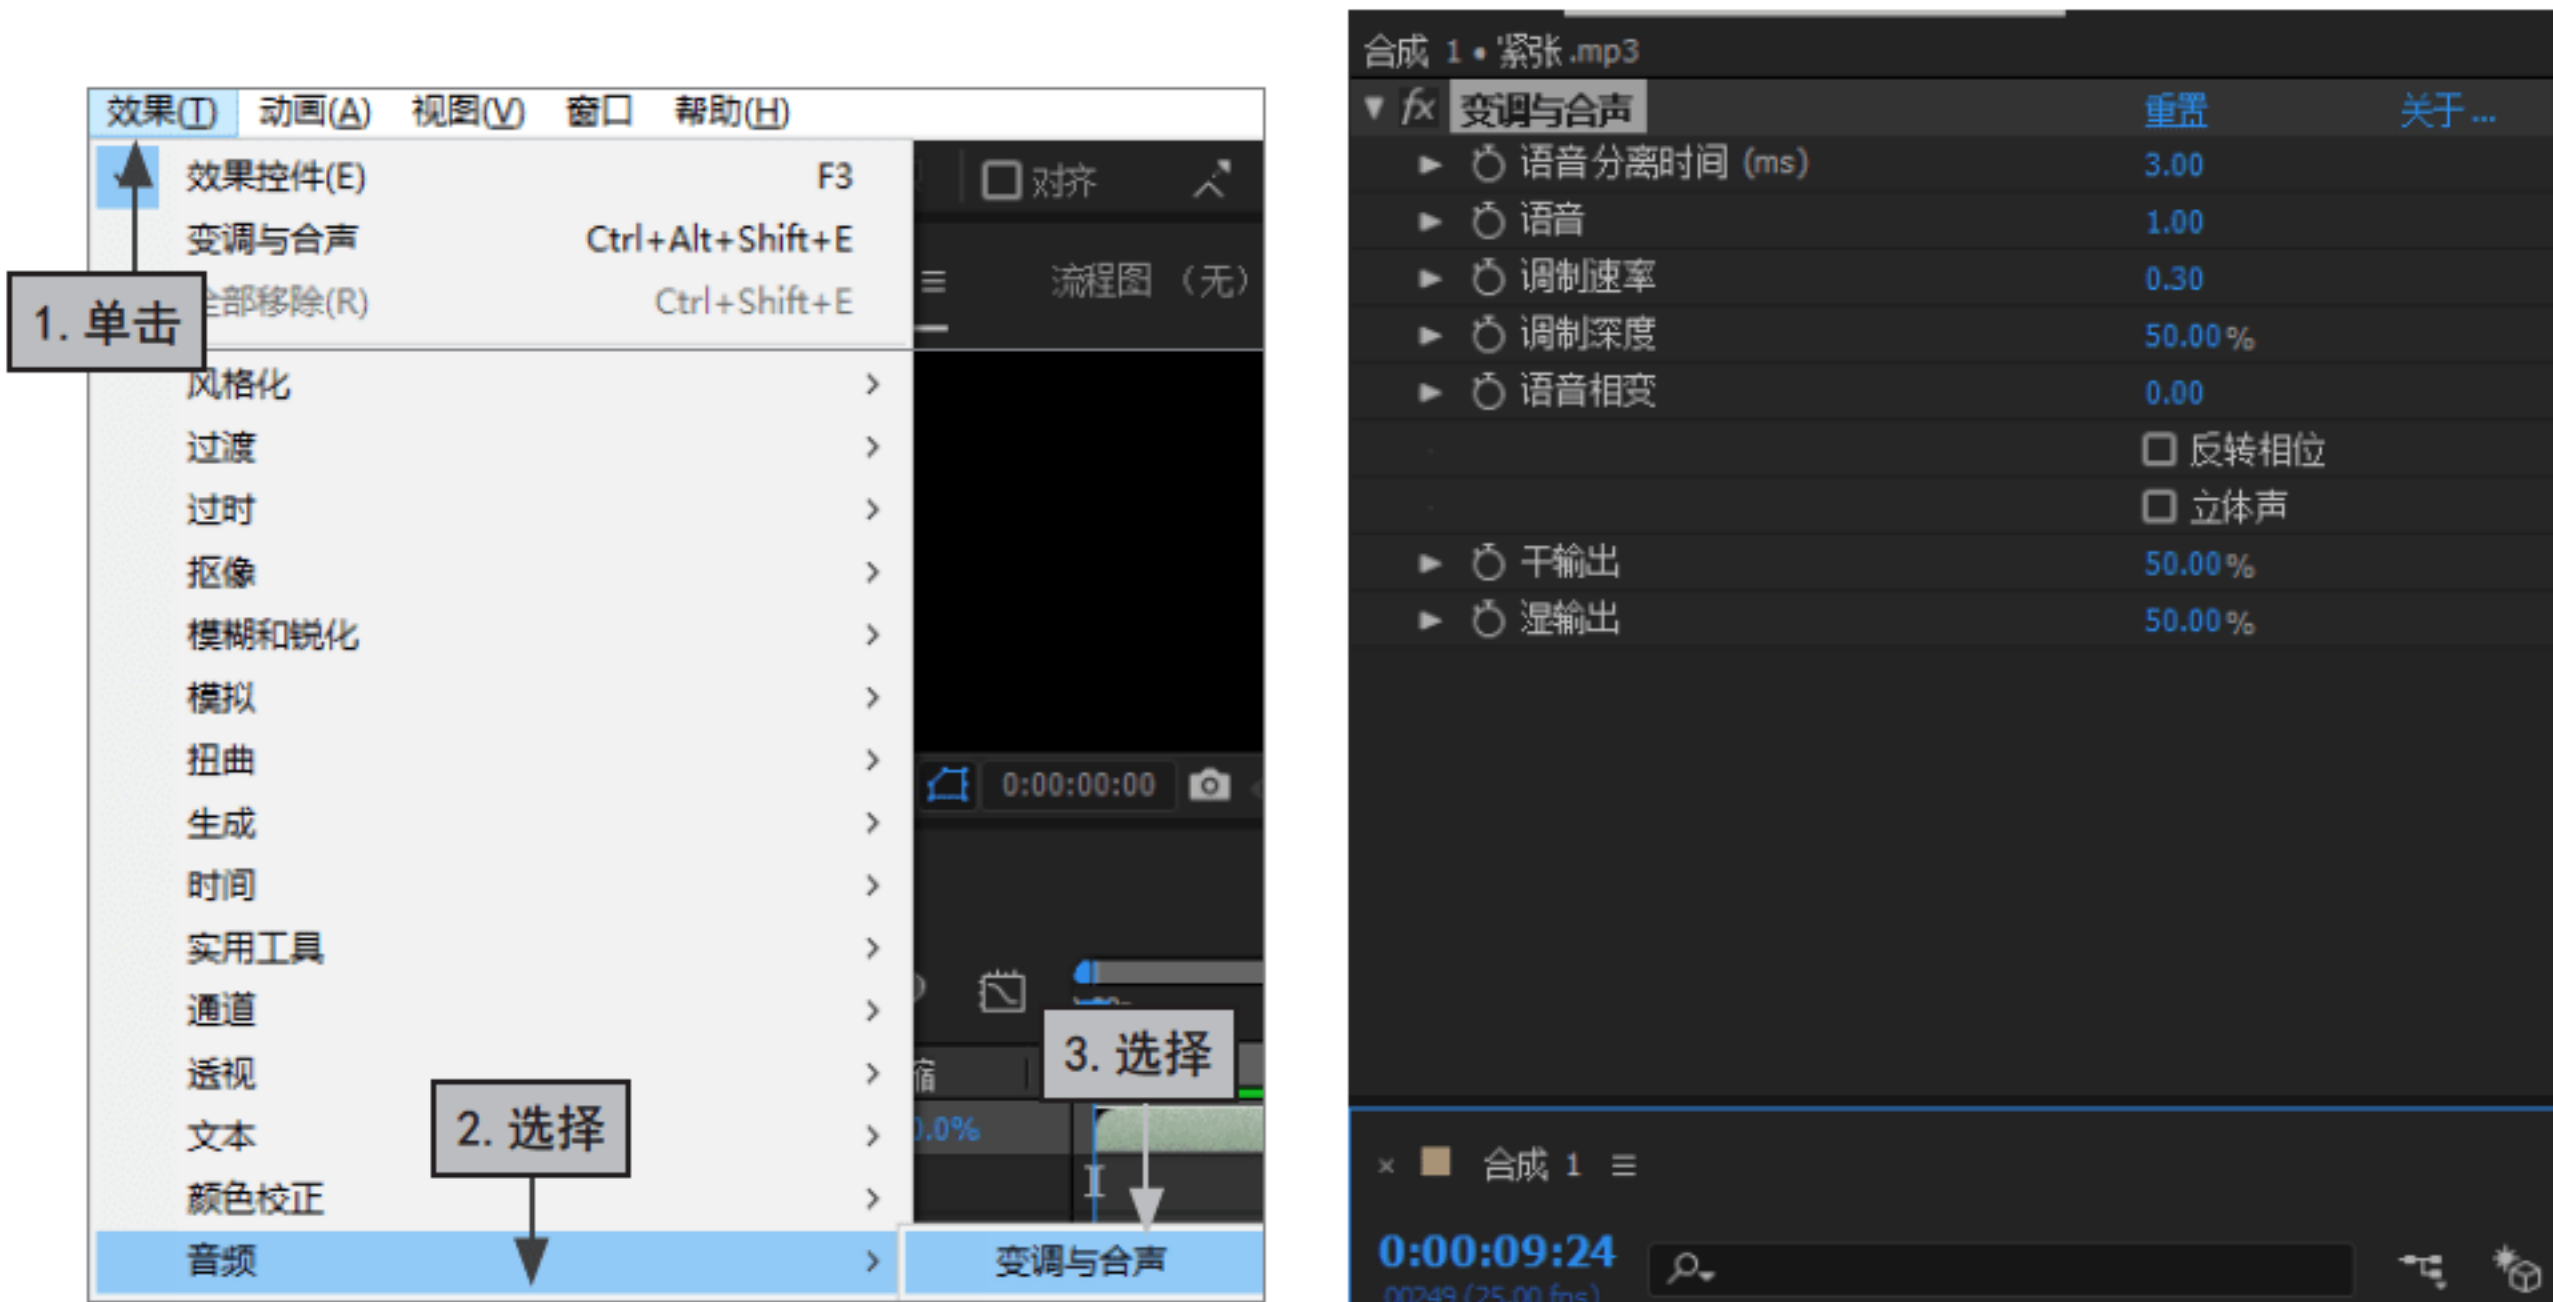 效果(T) 动画(A) 视图(V) 窗口 帮助(H)
效果控件(E) F3
变调与合声 Ctrl+Alt+Shift+E
全部移除(R) Ctrl+Shift+E
1. 单击
风格化
过渡
过时
抠像
模糊和锐化
模拟
扭曲
生成
时间
实用工具
通道
透视
文本
颜色校正
音频
2. 选择
3. 选择
变调与合声
对齐
流程图 (无)
0:00:00:00
缩
0.0%
合成 1 • 紧张.mp3
fx 变调与合声 重置 关于...
语音分离时间 (ms) 3.00
语音 1.00
调制速率 0.30
调制深度 50.00%
语音相变 0.00
反转相位
立体声
干输出 50.00%
湿输出 50.00%
合成 1
0:00:09:24
00249 (25.00 fps)